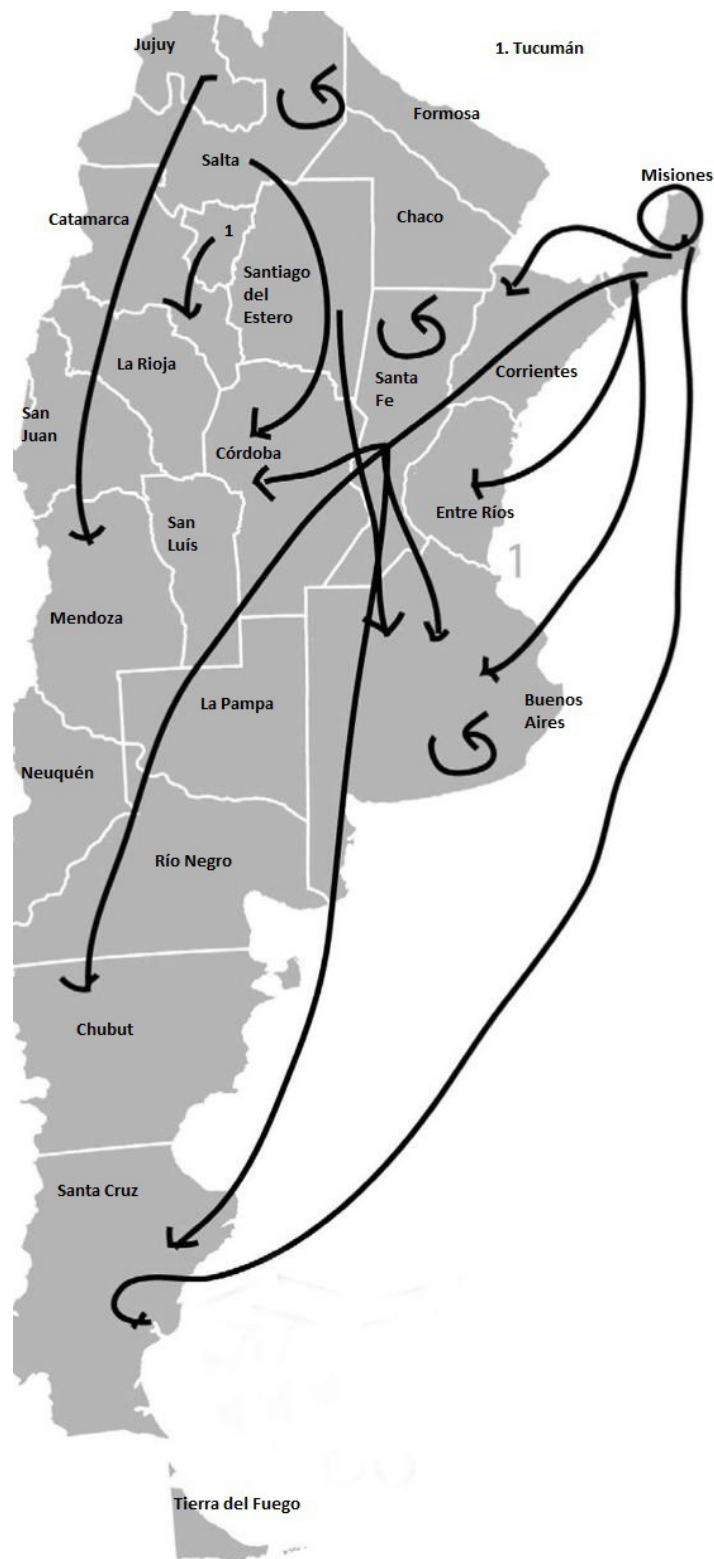 Jujuy
1. Tucumán
Formosa
Salta
Misiones
Chaco
Catamarca
1
Santiago
del
Estero
La Rioja
Santa
Fe
Corrientes
San
Juan
Córdoba
Entre Ríos
San
Luís
1
Mendoza
La Pampa
Buenos
Aires
Neuquén
Río Negro
Chubut
Santa Cruz
Tierra del Fuego